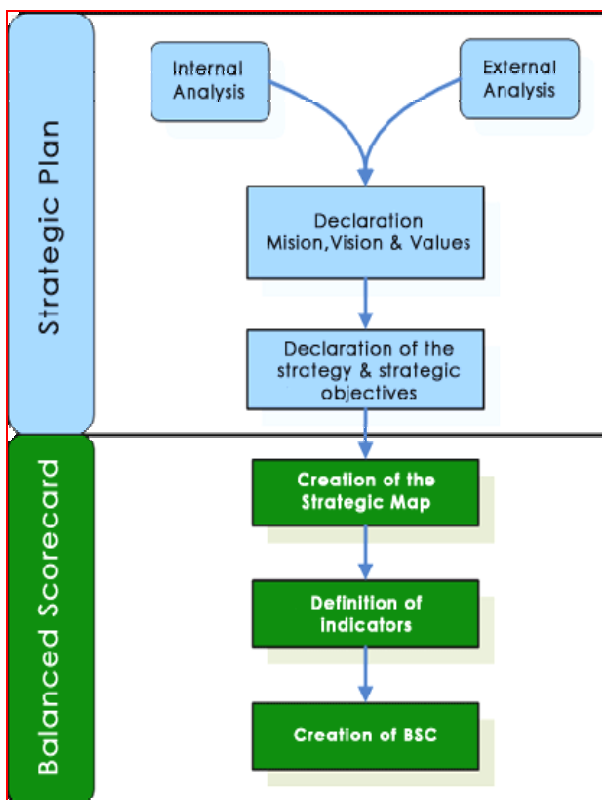 Strategic Plan
Internal
Analysis
External
Analysis
Declaration
Mision,Vision & Values
Declaration of the
strategy & strategic
objectives
Balanced Scorecard
Creation of the
Strategic Map
Definition of
indicators
Creation of BSC